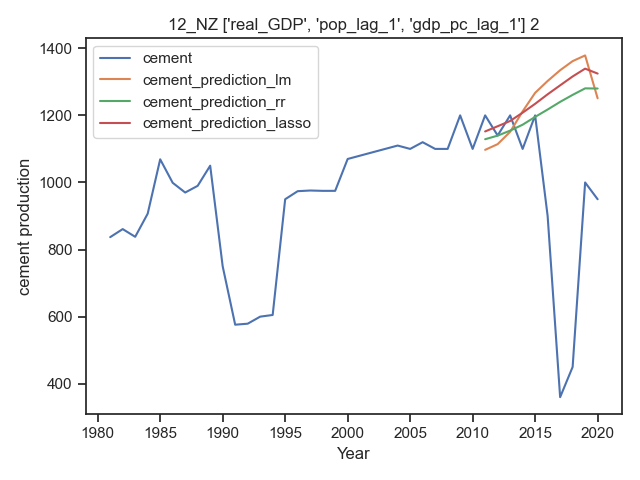 12_NZ ['real_GDP', 'pop_lag_1', 'gdp_pc_lag_1'] 2
cement
cement_prediction_lm
cement_prediction_rr
cement_prediction_lasso
1400
1200
1000
800
600
400
cement production
1980 1985 1990 1995 2000 2005 2010 2015 2020
Year